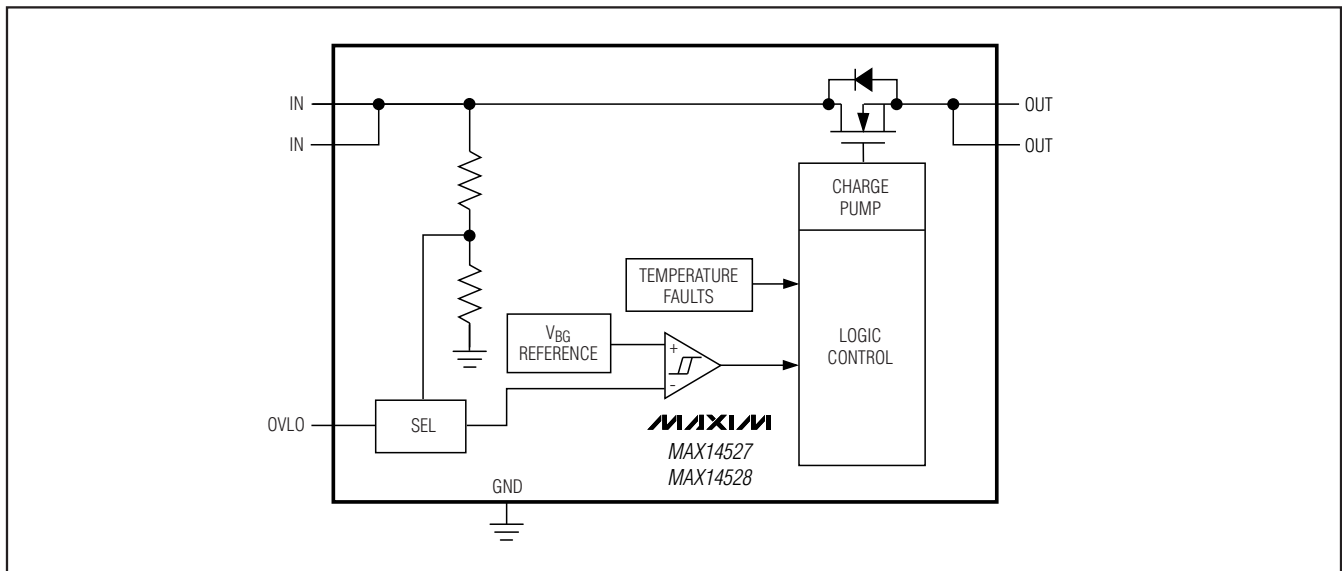 IN
OUT
IN
OUT
CHARGE
PUMP
TEMPERATURE
FAULTS
VBG
REFERENCE
+
-
LOGIC
CONTROL
OVLO
SEL
MAXIM
MAX14527
MAX14528
GND